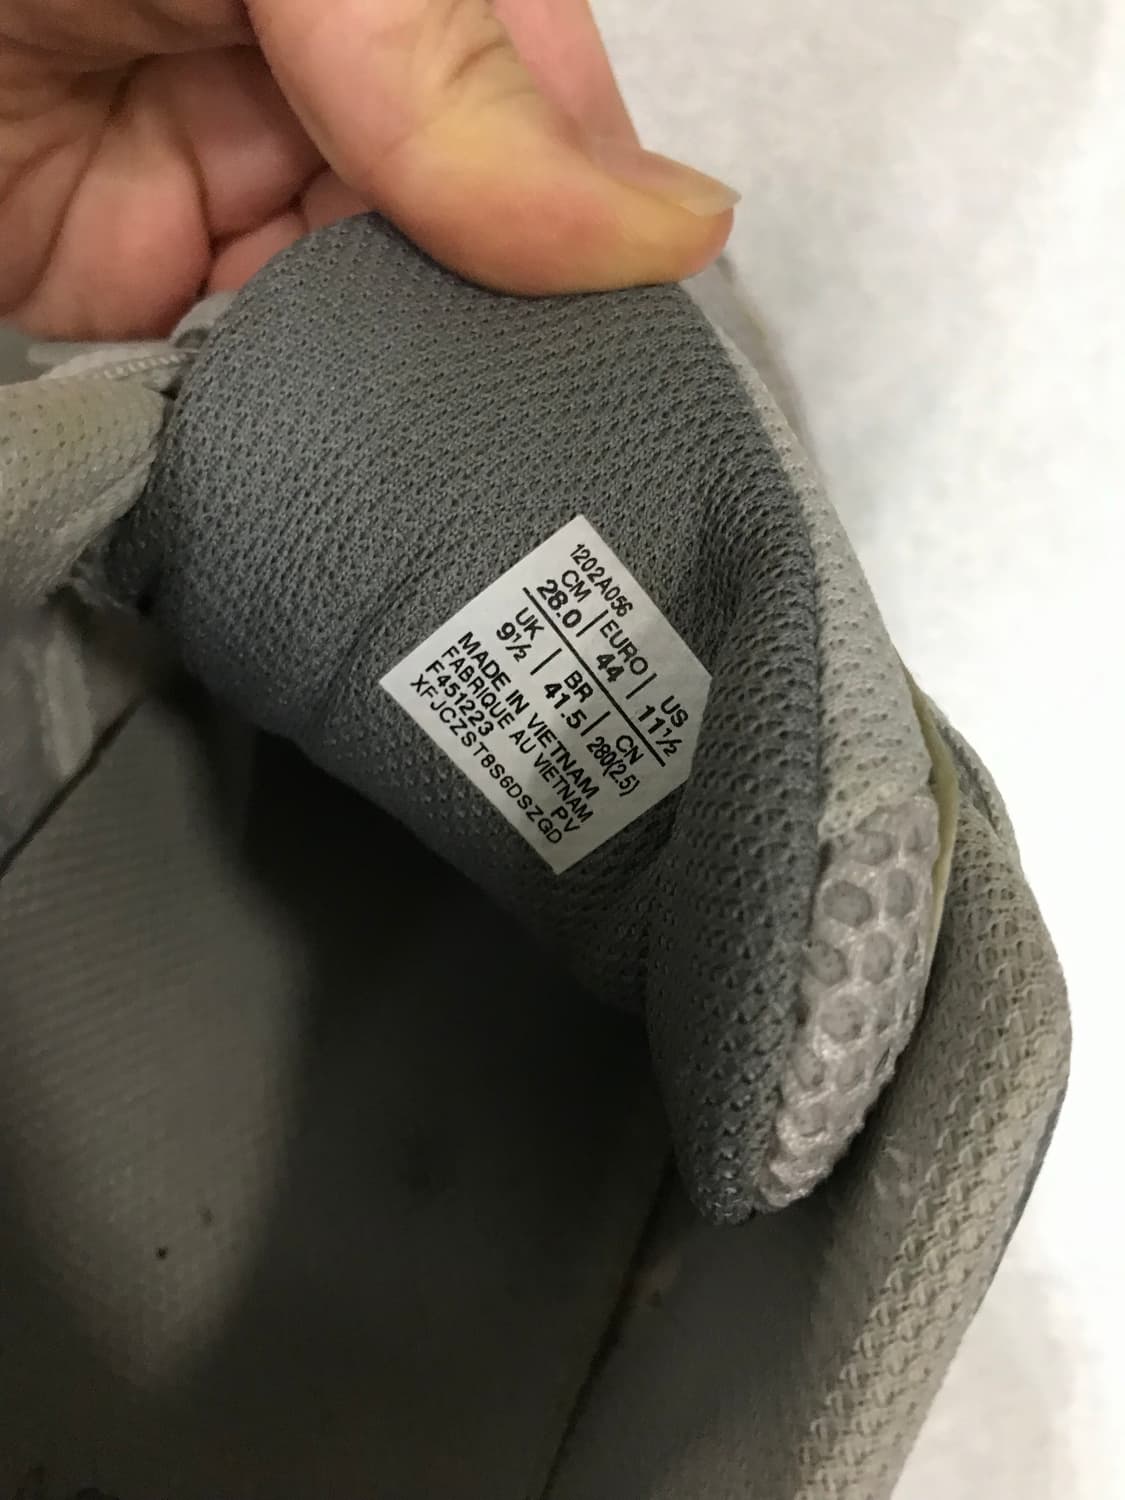 1202A056
CM | EURO | US
28.0 | 44 | 11½
UK | BR | CN
9½ | 41.5 | 280(2.5)
MADE IN VIETNAM
FABRIQUE AU VIETNAM
F451223 PV
XFJCZST8S6DSZGD